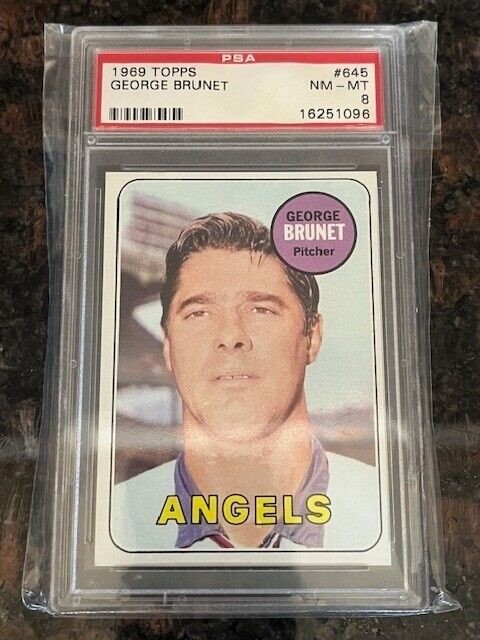 PSA
1969 TOPPS #645
GEORGE BRUNET NM - MT
8
16251096
GEORGE
BRUNET
Pitcher
ANGELS